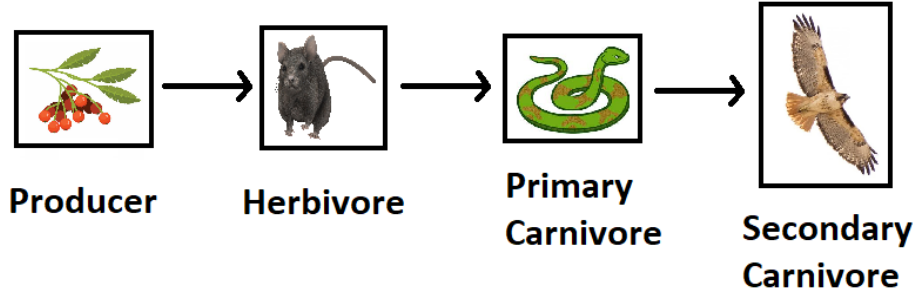 Producer
Herbivore
Primary
Carnivore
Secondary
Carnivore